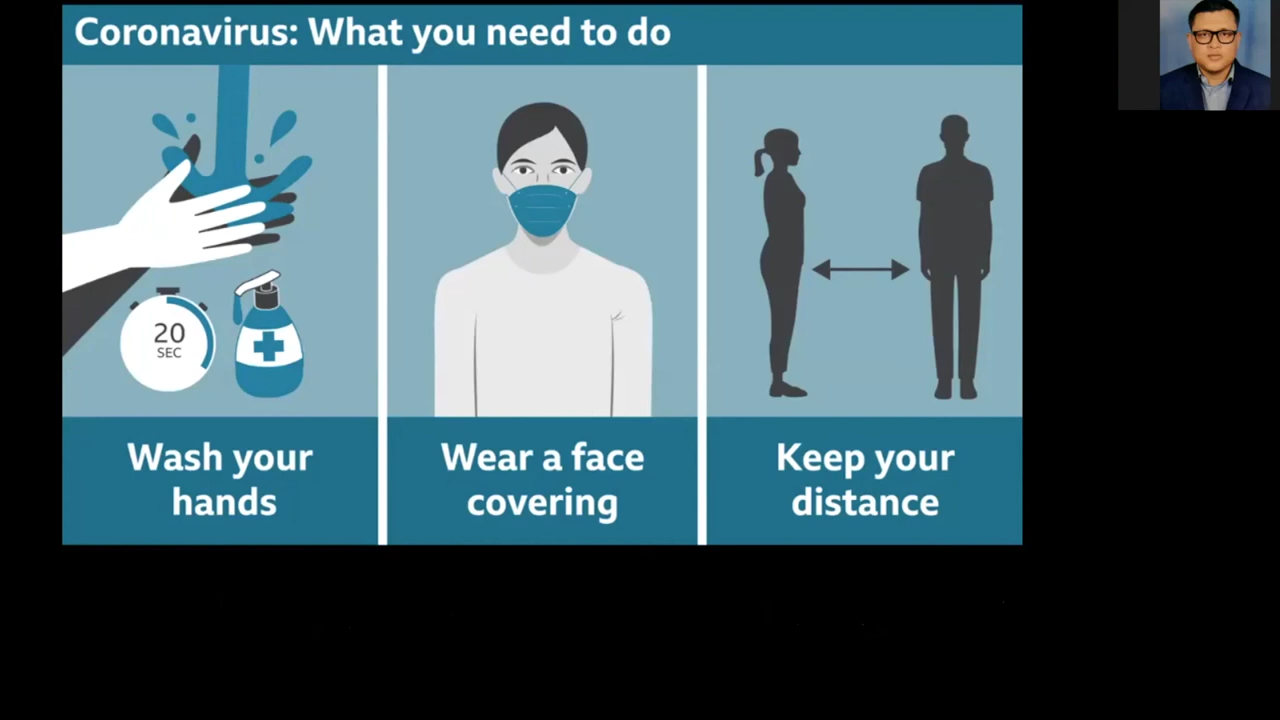 Coronavirus: What you need to do
20
SEC
Wash your
hands
Wear a face
covering
Keep your
distance